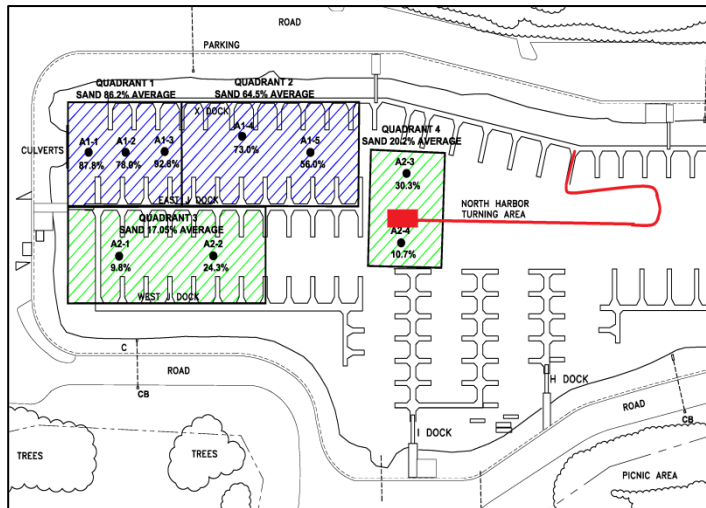 ROAD
PARKING
QUADRANT 1
SAND 86.2% AVERAGE
QUADRANT 2
SAND 64.5% AVERAGE
X DOCK
CULVERTS
A1-1
87.8%
A1-2
78.0%
A1-3
92.8%
A1-4
73.0%
A1-5
56.0%
EAST J DOCK
QUADRANT 4
SAND 20.2% AVERAGE
A2-3
30.3%
A2-4
10.7%
NORTH HARBOR
TURNING AREA
QUADRANT 3
SAND 17.05% AVERAGE
A2-1
9.8%
A2-2
24.3%
WEST J DOCK
C
ROAD
CB
H DOCK
I DOCK
ROAD
CB
TREES
TREES
PICNIC AREA